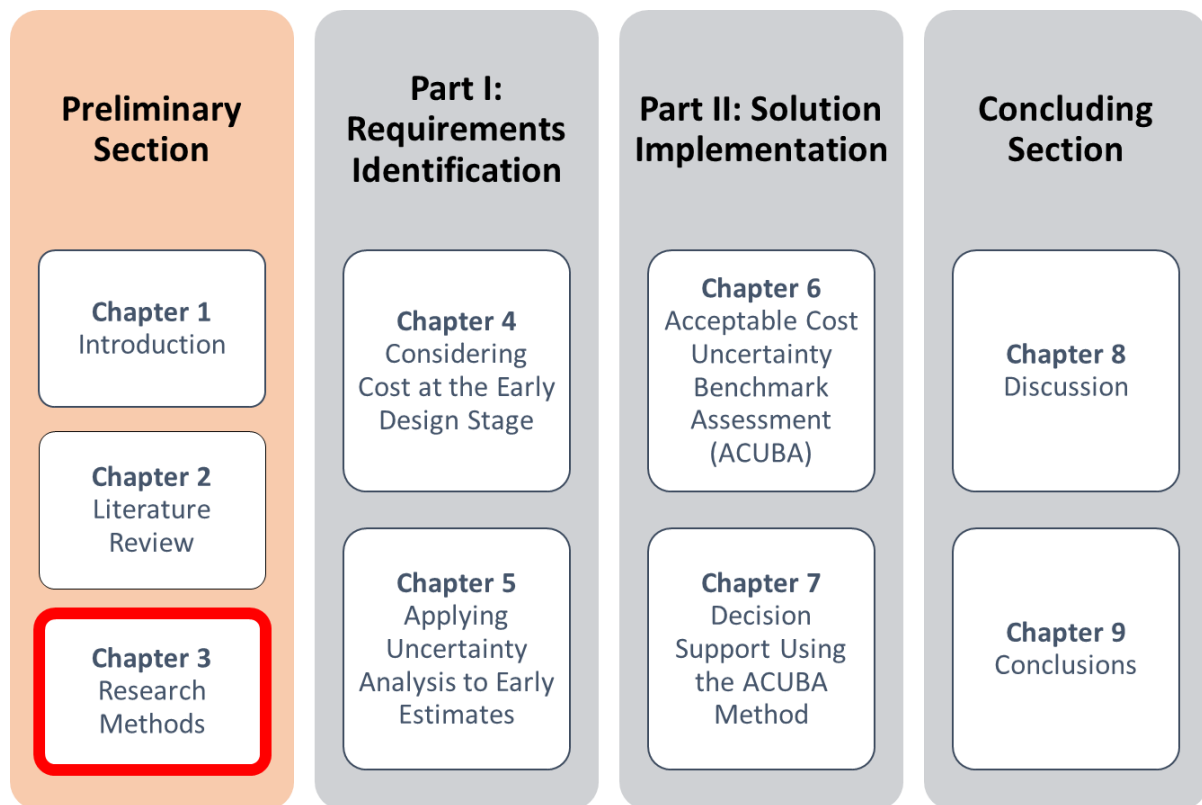 Preliminary
Section
Chapter 1
Introduction
Chapter 2
Literature
Review
Chapter 3
Research
Methods
Part I:
Requirements
Identification
Chapter 4
Considering
Cost at the Early
Design Stage
Chapter 5
Applying
Uncertainty
Analysis to Early
Estimates
Part II: Solution
Implementation
Chapter 6
Acceptable Cost
Uncertainty
Benchmark
Assessment
(ACUBA)
Chapter 7
Decision
Support Using
the ACUBA
Method
Concluding
Section
Chapter 8
Discussion
Chapter 9
Conclusions